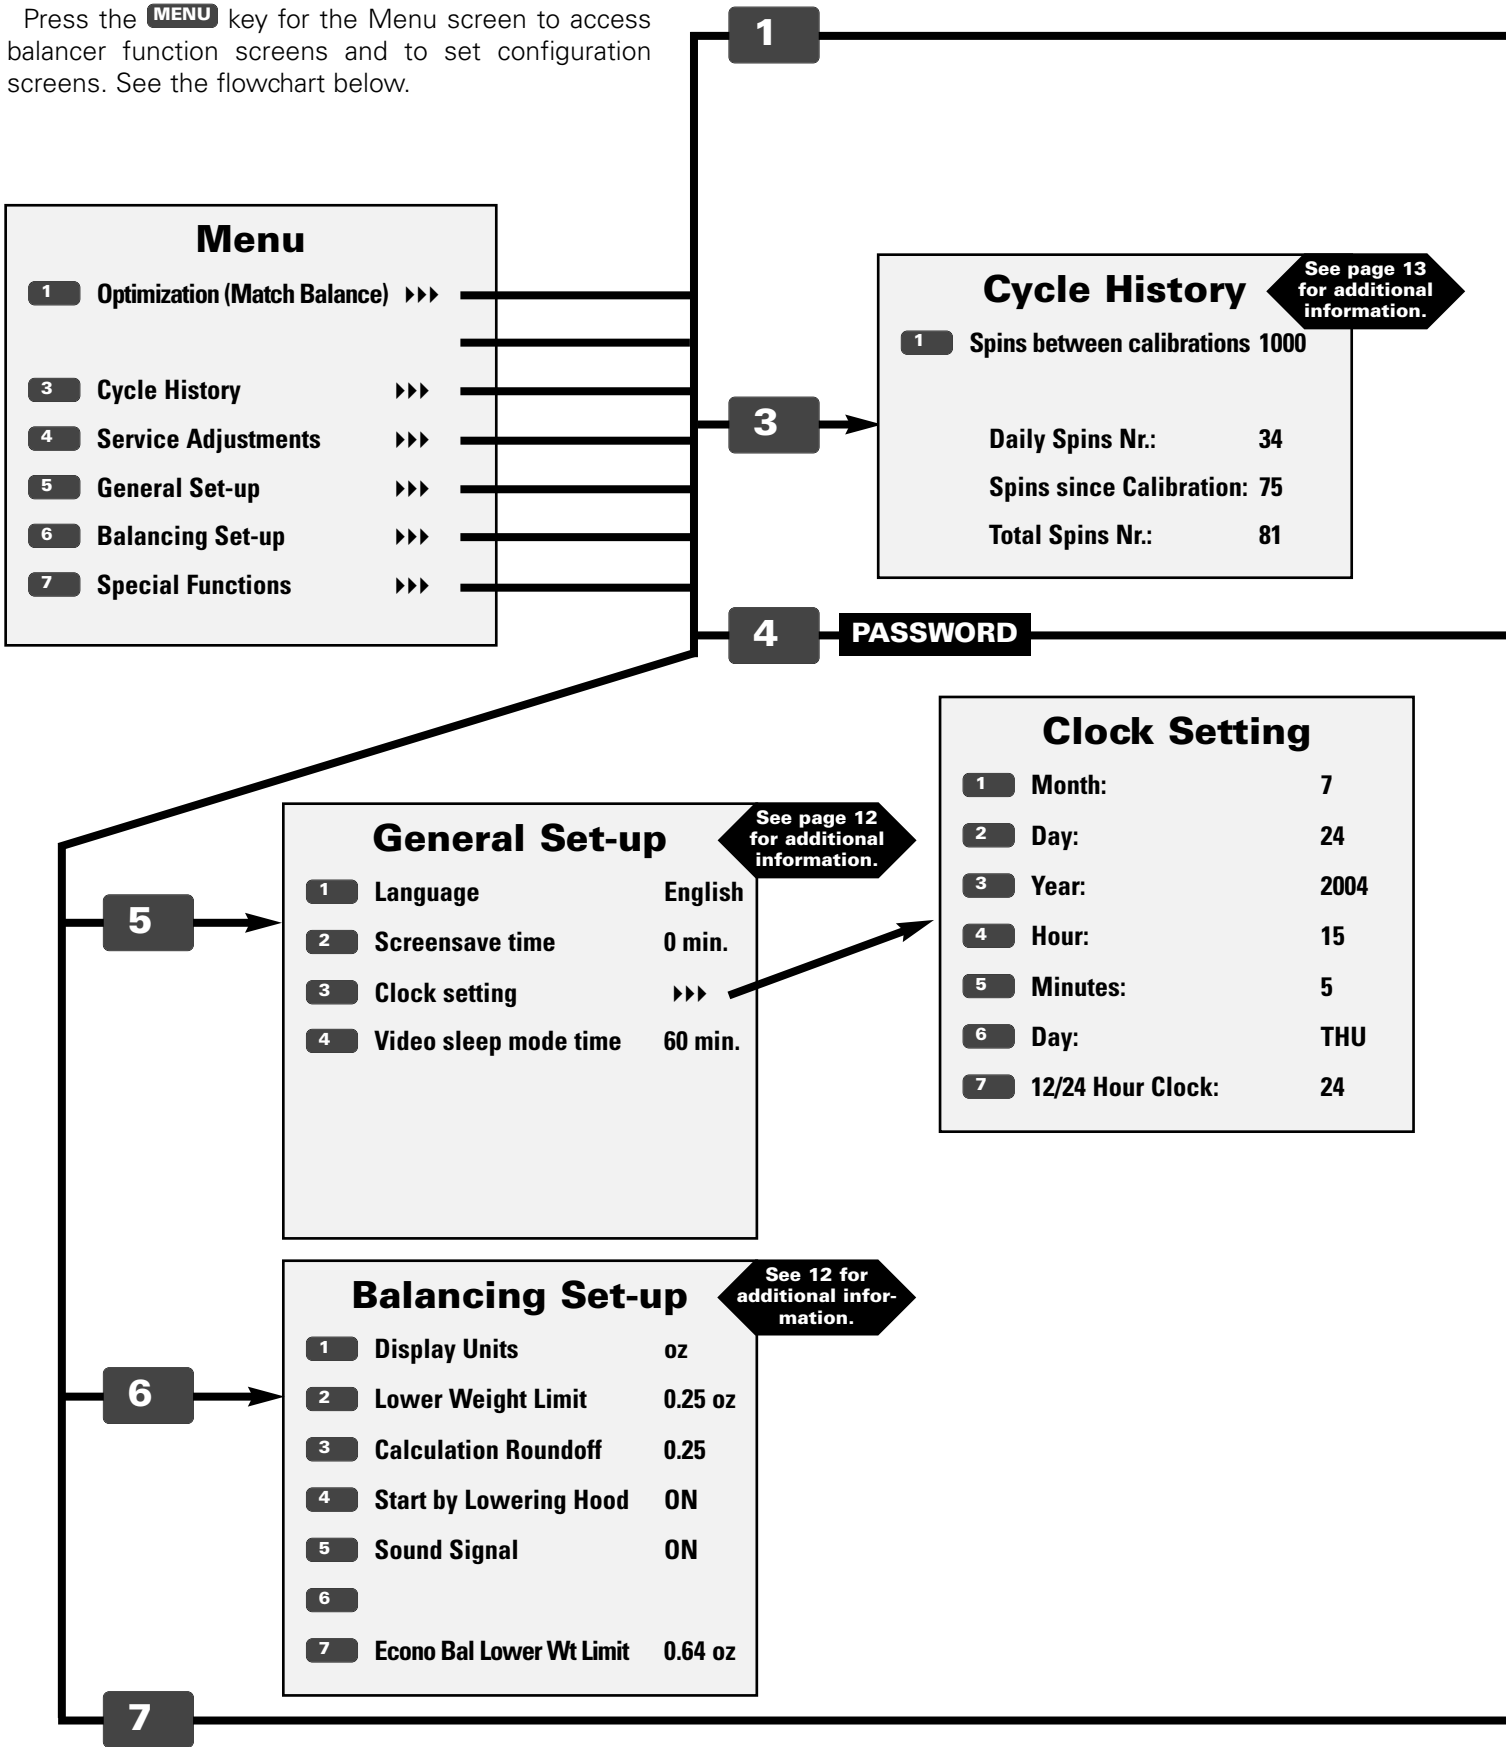 Press the MENU key for the Menu screen to access
balancer function screens and to set configuration
screens. See the flowchart below.
1
Menu
1 Optimization (Match Balance)
3 Cycle History
4 Service Adjustments
5 General Set-up
6 Balancing Set-up
7 Special Functions
3
Cycle History
See page 13
for additional
information.
1 Spins between calibrations 1000
Daily Spins Nr.: 34
Spins since Calibration: 75
Total Spins Nr.: 81
4 PASSWORD
5
General Set-up
See page 12
for additional
information.
1 Language English
2 Screensave time 0 min.
3 Clock setting
4 Video sleep mode time 60 min.
Clock Setting
1 Month: 7
2 Day: 24
3 Year: 2004
4 Hour: 15
5 Minutes: 5
6 Day: THU
7 12/24 Hour Clock: 24
6
Balancing Set-up
See 12 for
additional infor-
mation.
1 Display Units oz
2 Lower Weight Limit 0.25 oz
3 Calculation Roundoff 0.25
4 Start by Lowering Hood ON
5 Sound Signal ON
6
7 Econo Bal Lower Wt Limit 0.64 oz
7